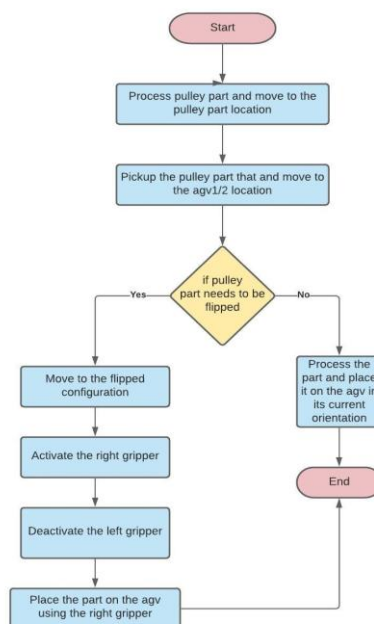 Start
Process pulley part and move to the
pulley part location
Pickup the pulley part that and move to
the agv1/2 location
if pulley
part needs to be
flipped
Yes
No
Move to the flipped
configuration
Process the
part and place
it on the agv in
its current
orientation
Activate the right gripper
End
Deactivate the left gripper
Place the part on the agv
using the right gripper